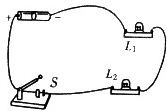 + −
L₁
S L₂